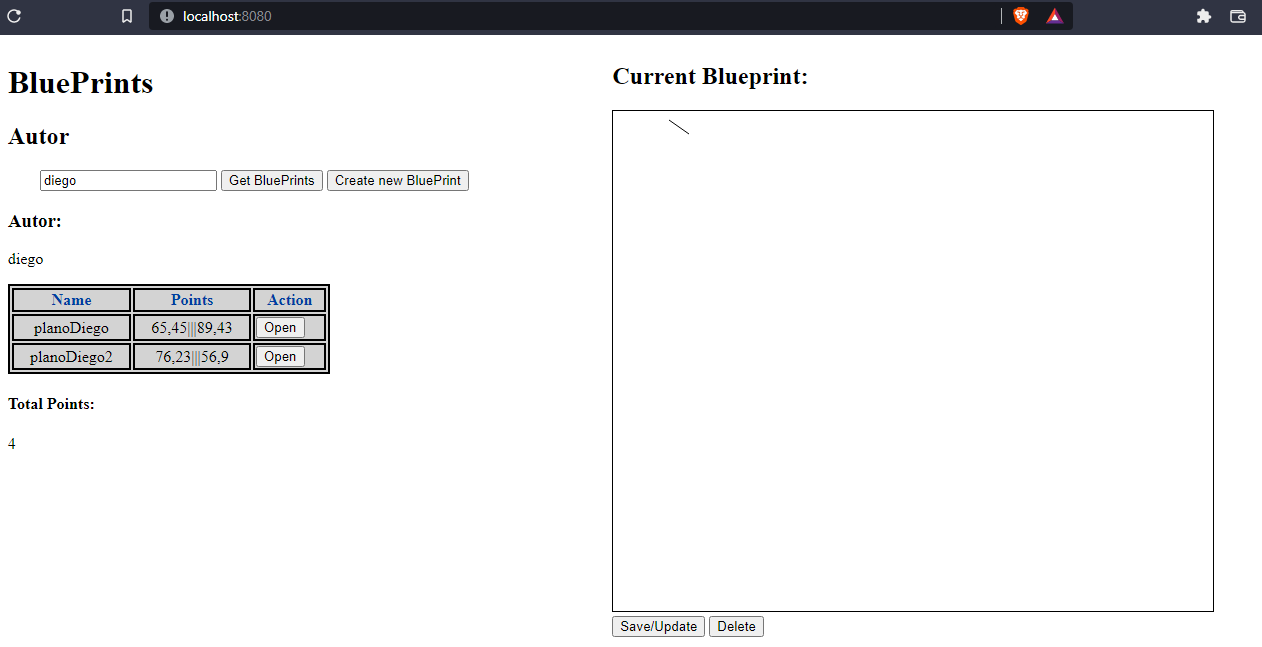 localhost:8080
BluePrints
Autor
diego Get BluePrints Create new BluePrint
Autor:
diego
Name Points Action
planoDiego 65,45|||89,43 Open
planoDiego2 76,23|||56,9 Open
Total Points:
4
Current Blueprint:
Save/Update Delete